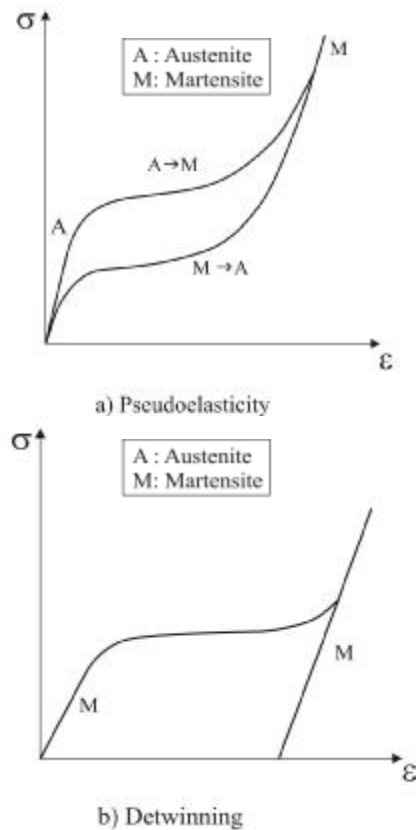 σ
A : Austenite
M: Martensite
M
A→M
A
M→A
ε
a) Pseudoelasticity
σ
A : Austenite
M: Martensite
M
M
ε
b) Detwinning